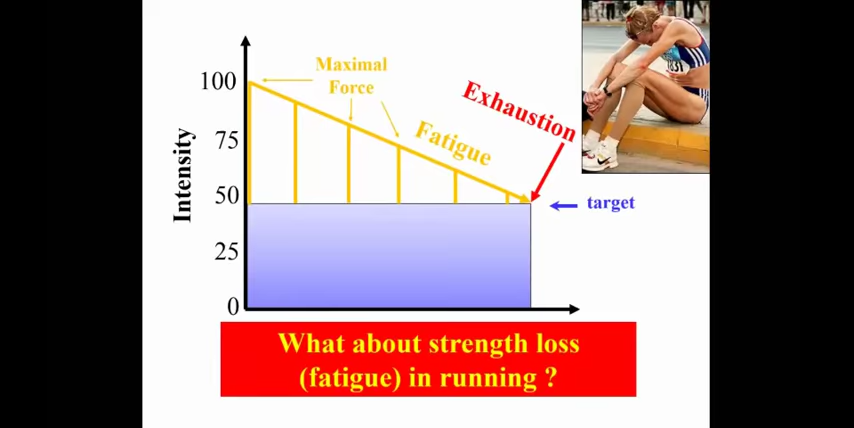 Maximal
Force
Exhaustion
Fatigue
100
75
50
25
0
Intensity
target
What about strength loss
(fatigue) in running ?